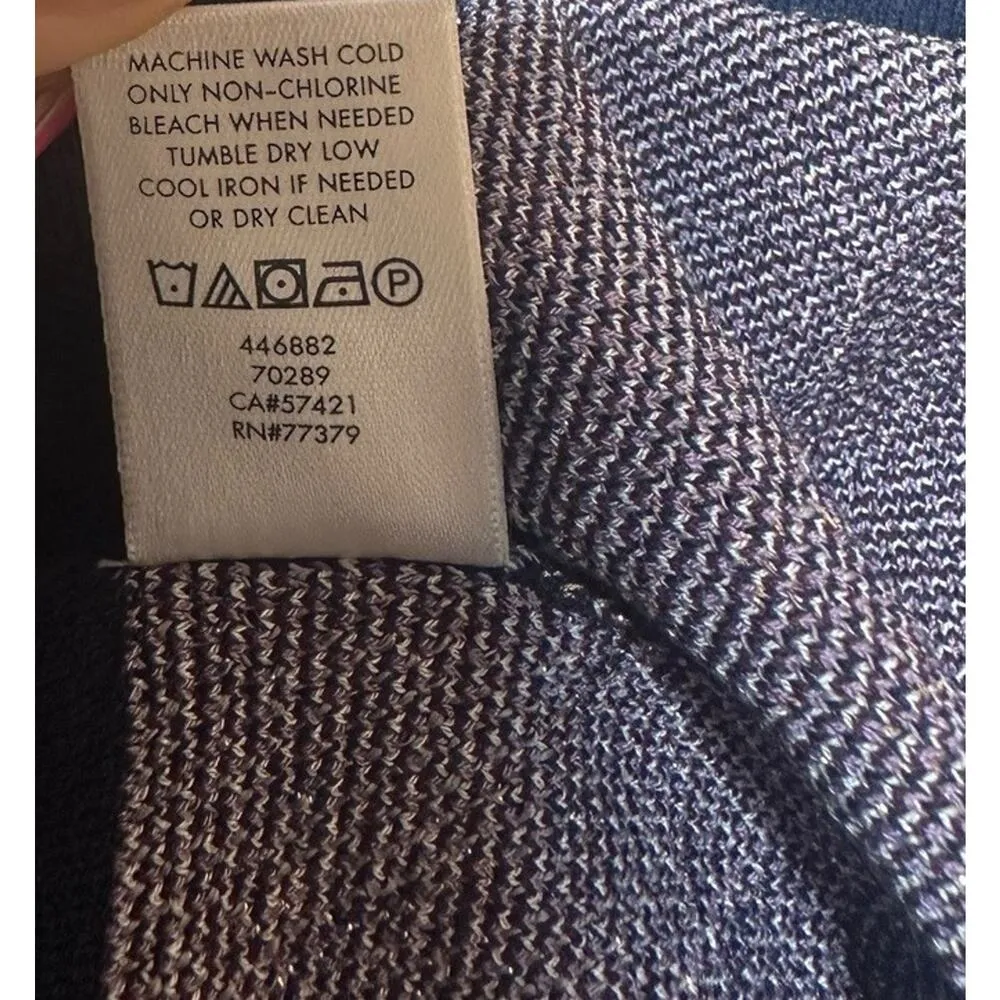 MACHINE WASH COLD
ONLY NON-CHLORINE
BLEACH WHEN NEEDED
TUMBLE DRY LOW
COOL IRON IF NEEDED
OR DRY CLEAN
P
446882
70289
CA#57421
RN#77379